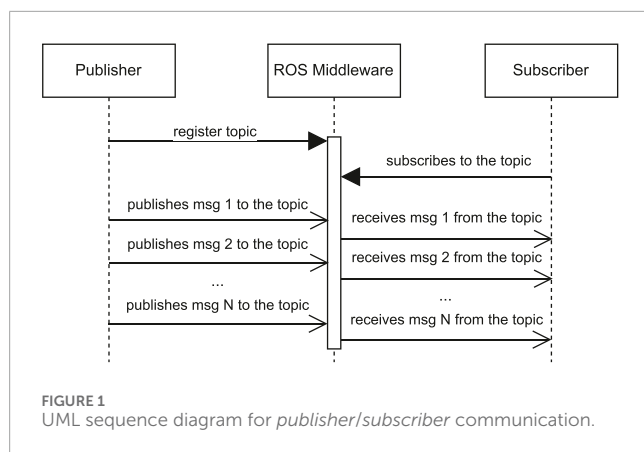 Publisher
ROS Middleware
Subscriber
register topic
subscribes to the topic
publishes msg 1 to the topic
receives msg 1 from the topic
publishes msg 2 to the topic
receives msg 2 from the topic
...
...
publishes msg N to the topic
receives msg N from the topic
FIGURE 1
UML sequence diagram for publisher/subscriber communication.